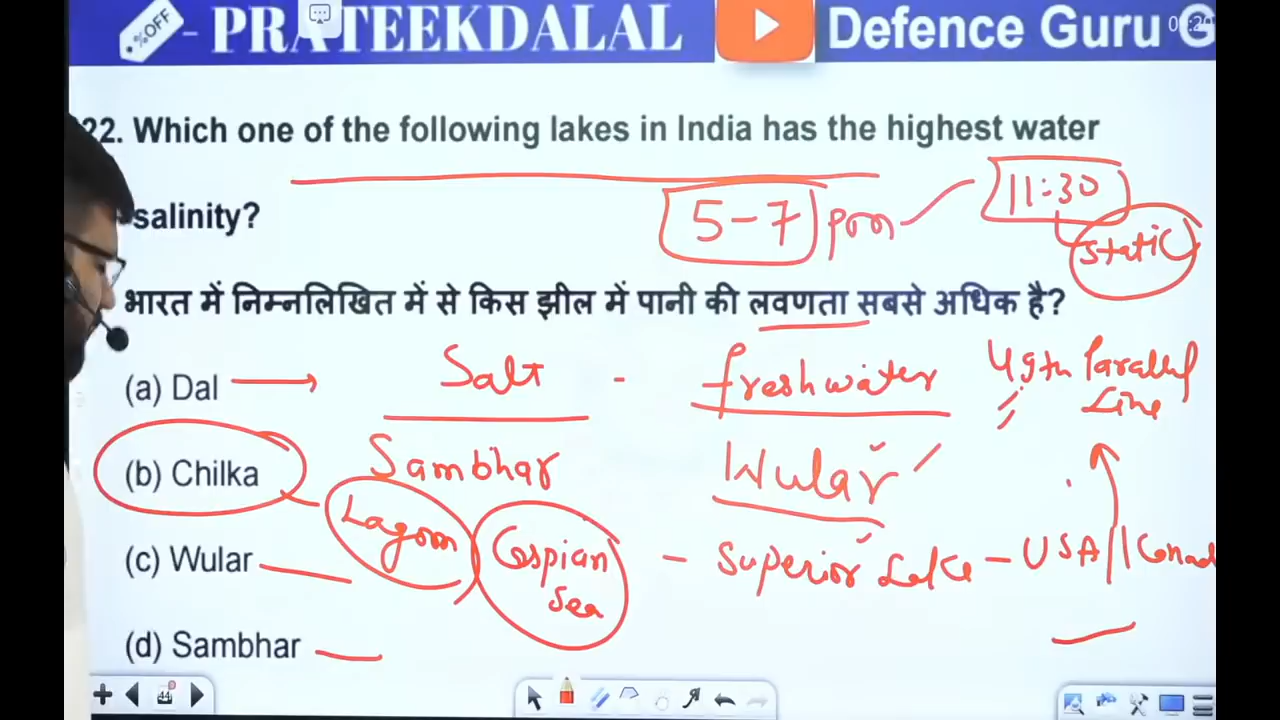 %OFF - PRATEEKDALAL Defence Guru G
22. Which one of the following lakes in India has the highest water
salinity?
5-7 pm 11:30
static
भारत में निम्नलिखित में से किस झील में पानी की लवणता सबसे अधिक है?
(a) Dal Salt - freshwater 49th Parallel
Line
(b) Chilka Sambhar Wular
Lagoon
(c) Wular Caspian - Superior Lake - USA
Sea
(d) Sambhar
44